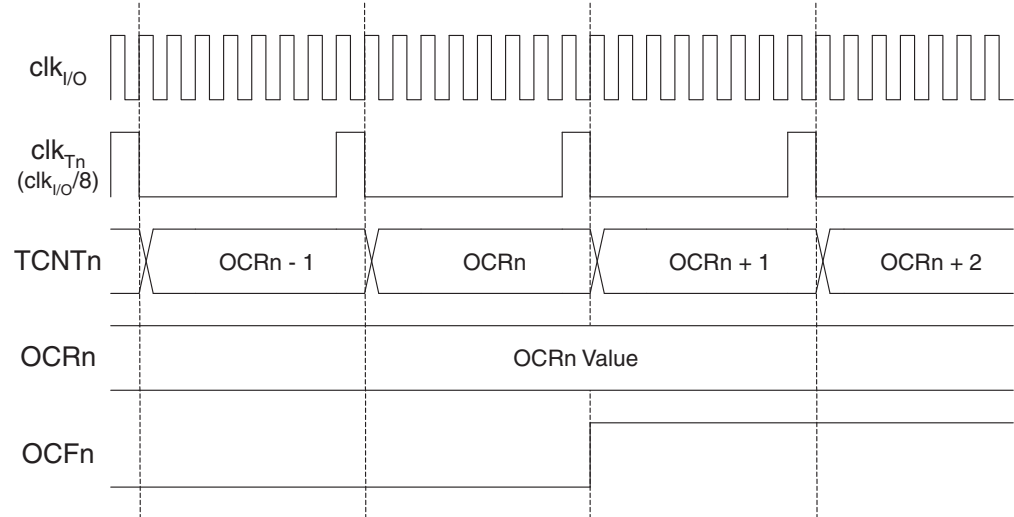 clkI/O
clkTn
(clkI/O/8)
TCNTn OCRn - 1 OCRn OCRn + 1 OCRn + 2
OCRn OCRn Value
OCFn